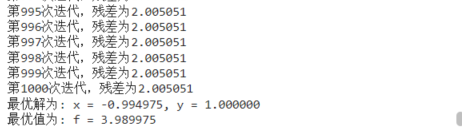 第995次迭代，残差为2.005051
第996次迭代，残差为2.005051
第997次迭代，残差为2.005051
第998次迭代，残差为2.005051
第999次迭代，残差为2.005051
第1000次迭代，残差为2.005051
最优解为: x = -0.994975, y = 1.000000
最优值为: f = 3.989975